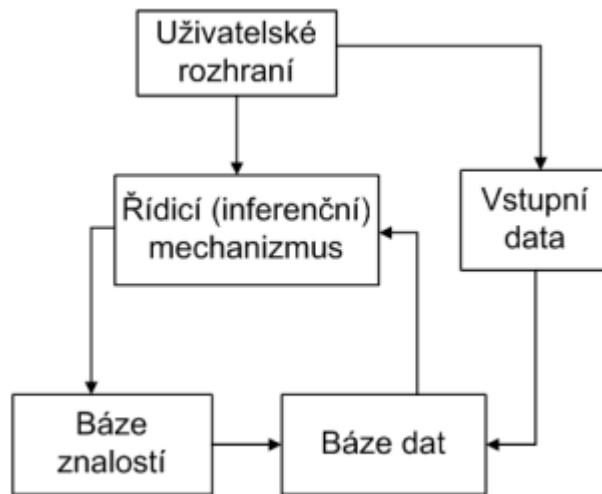 Uživatelské
rozhraní
Řídicí (inferenční)
mechanizmus
Vstupní
data
Báze
znalostí
Báze dat